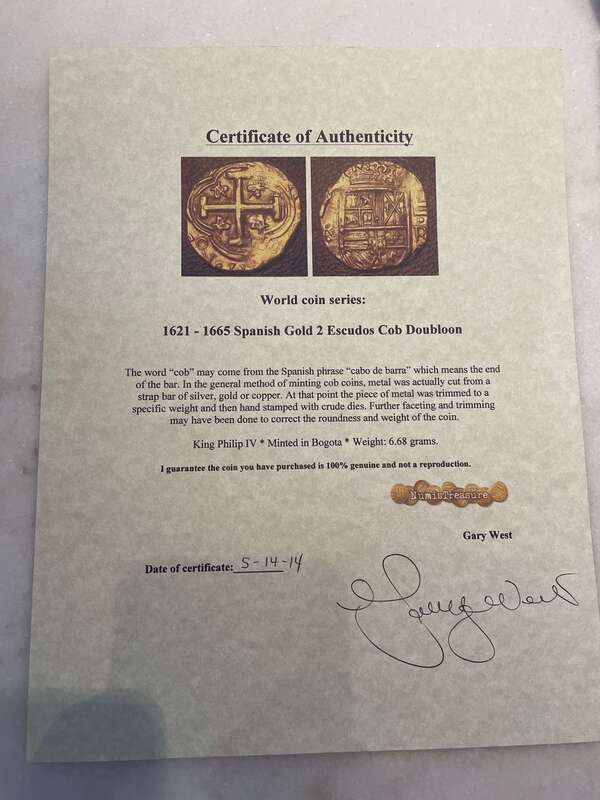 Certificate of Authenticity
World coin series:
1621 - 1665 Spanish Gold 2 Escudos Cob Doubloon
The word “cob” may come from the Spanish phrase “cabo de barra” which means the end
of the bar. In the general method of minting cob coins, metal was actually cut from a
strap bar of silver, gold or copper. At that point the piece of metal was trimmed to a
specific weight and then hand stamped with crude dies. Further faceting and trimming
may have been done to correct the roundness and weight of the coin.
King Philip IV * Minted in Bogota * Weight: 6.68 grams.
I guarantee the coin you have purchased is 100% genuine and not a reproduction.
NumisTreasure
Gary West
Date of certificate: 5-14-14
Gary West